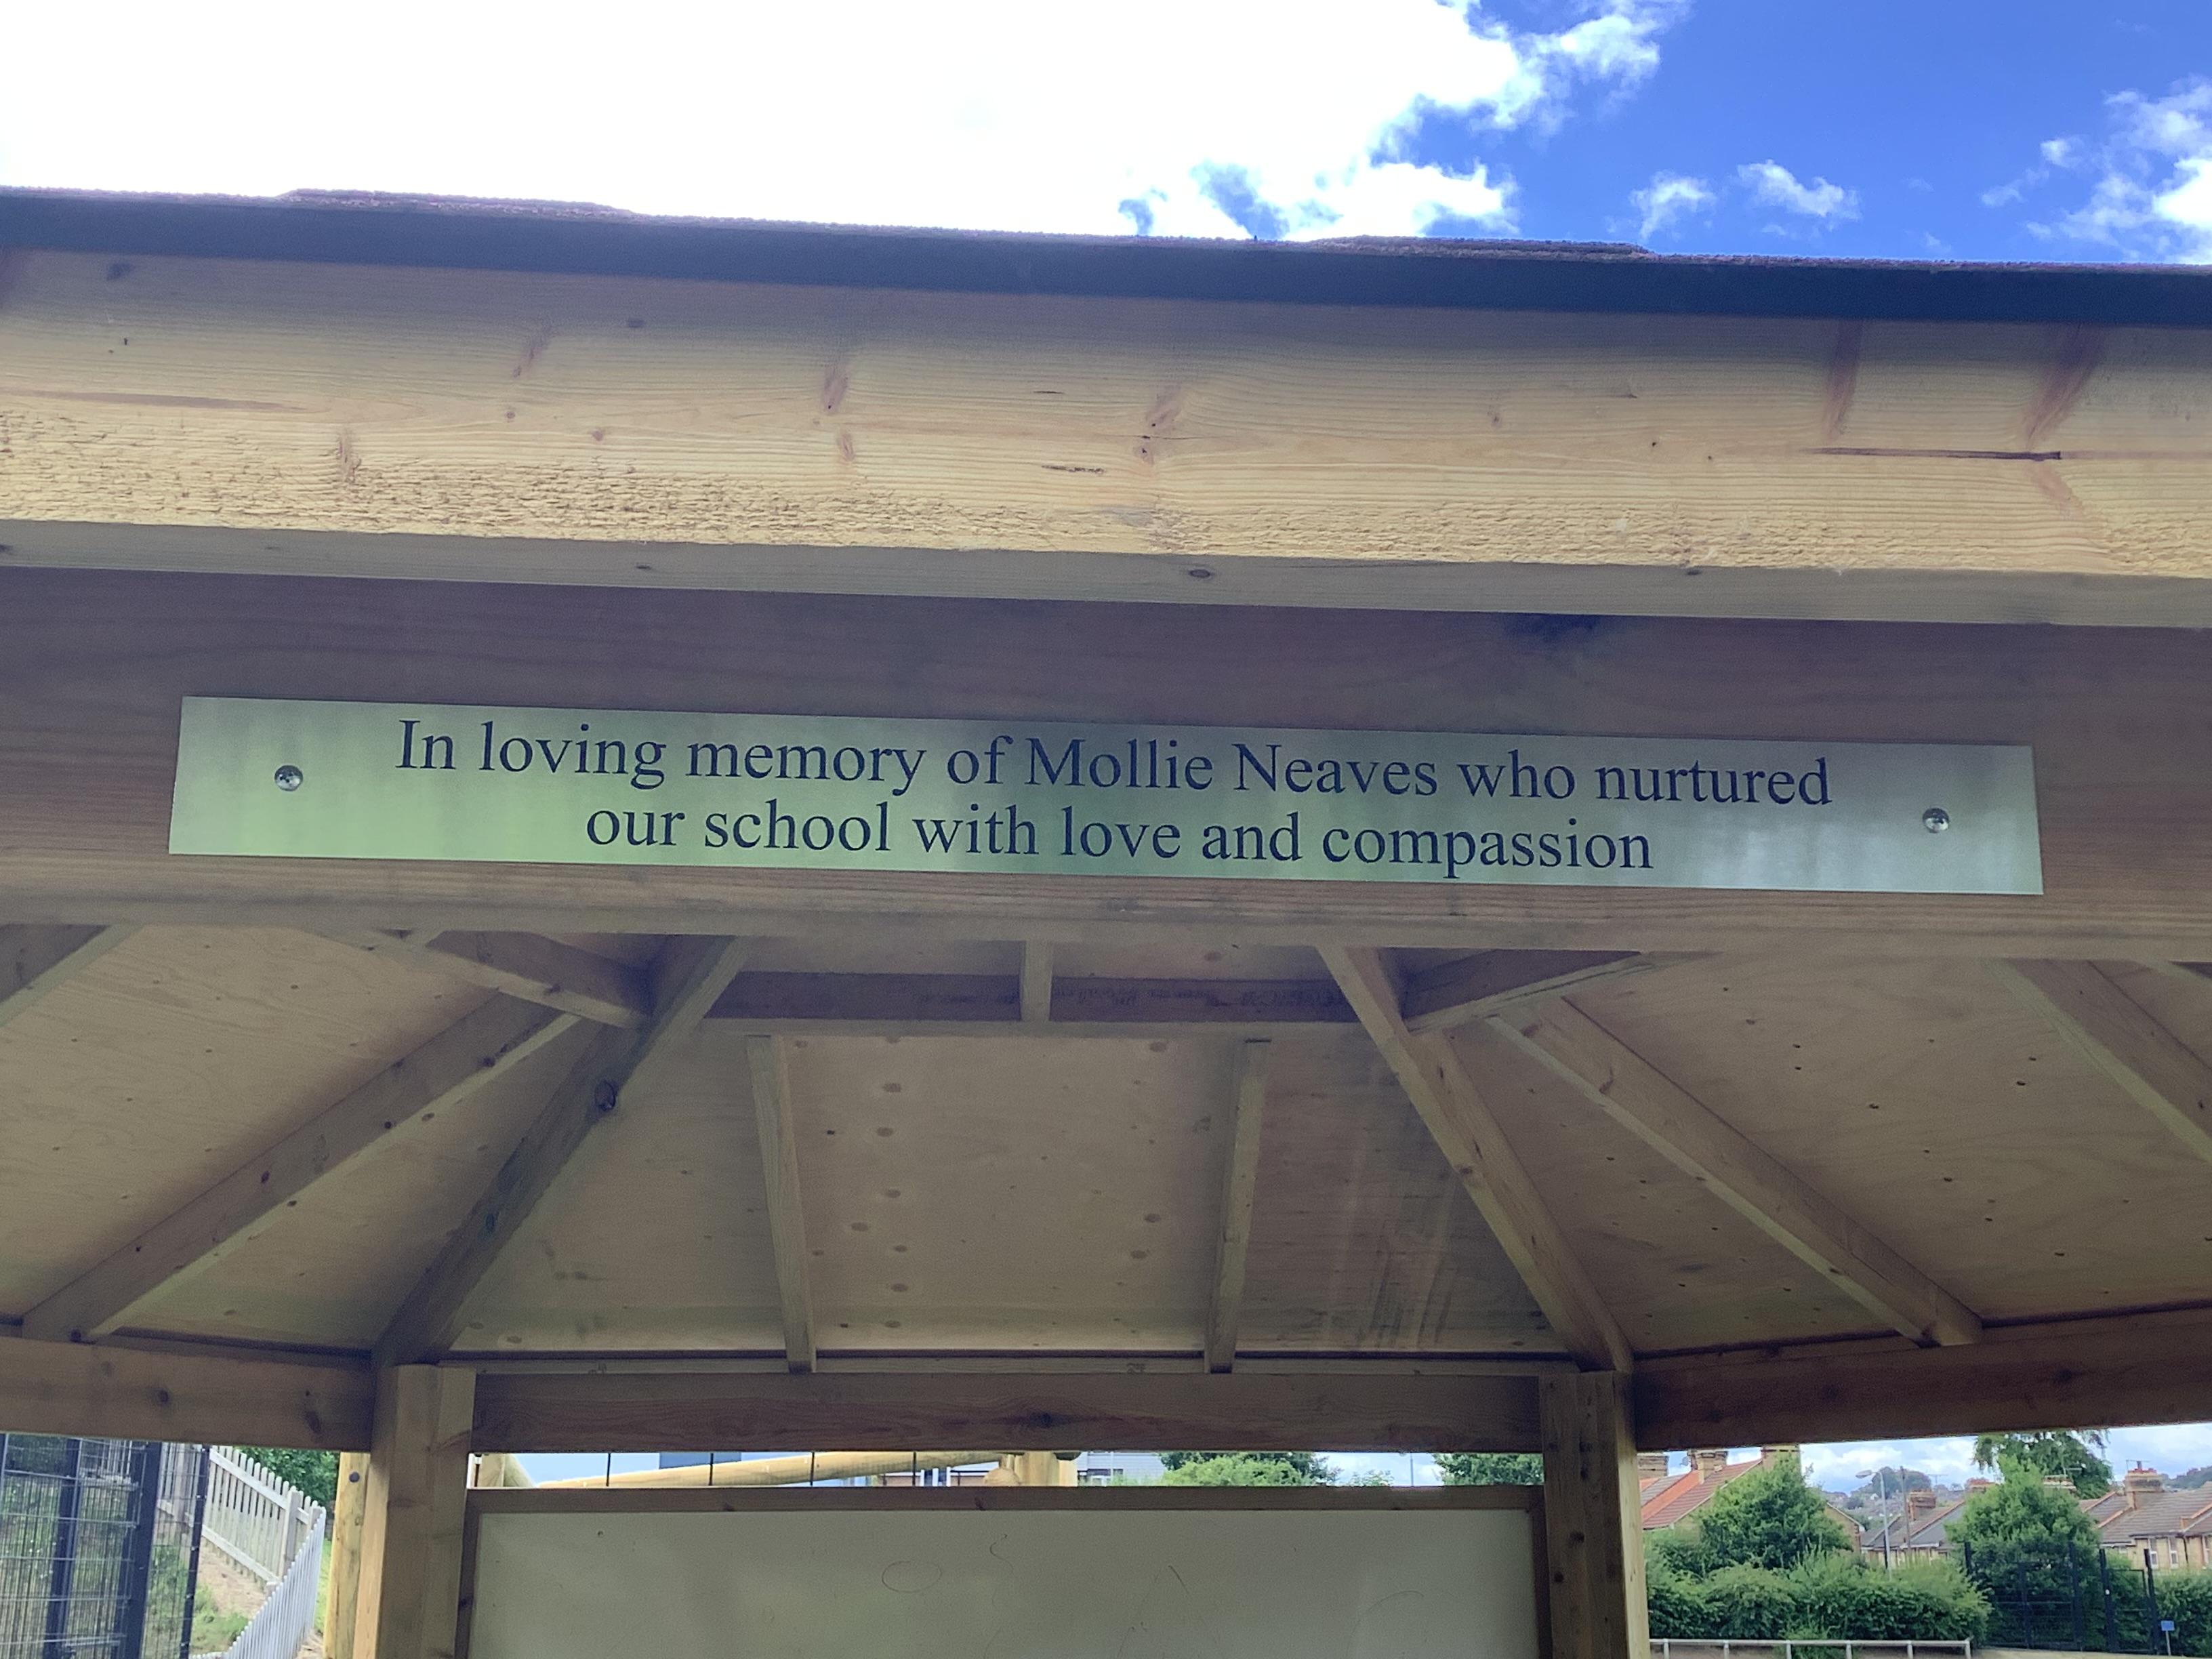 In loving memory of Mollie Neaves who nurtured
our school with love and compassion